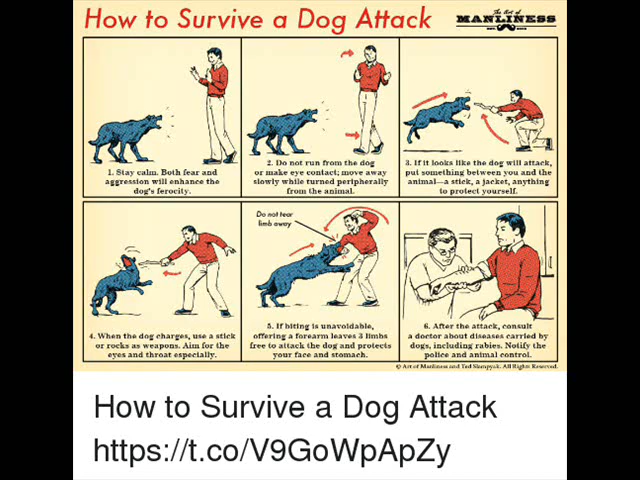 How to Survive a Dog Attack
The Art of
MANLINESS
1. Stay calm. Both fear and
aggression will enhance the
dog's ferocity.
2. Do not run from the dog
or make eye contact; move away
slowly while turned peripherally
from the animal.
3. If it looks like the dog will attack,
put something between you and the
animal—a stick, a jacket, anything
to protect yourself.
4. When the dog charges, use a stick
or rocks as weapons. Aim for the
eyes and throat especially.
Do not tear
limb away
5. If biting is unavoidable,
offering a forearm leaves 3 limbs
free to attack the dog and protects
your face and stomach.
6. After the attack, consult
a doctor about diseases carried by
dogs, including rabies. Notify the
police and animal control.
© Art of Manliness and Ted Slampyak. All Rights Reserved.
How to Survive a Dog Attack
https://t.co/V9GoWpApZy